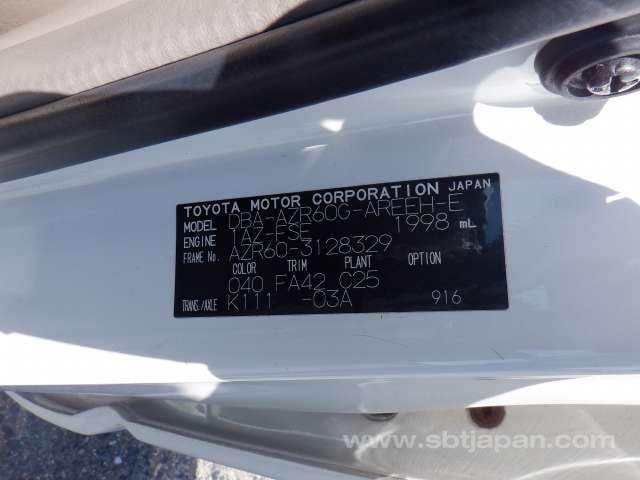 TOYOTA MOTOR CORPORATION JAPAN
MODEL DBA-AZR60G-AREEH-E
ENGINE 1AZ-FSE 1998 mL
FRAME No. AZR60-3128329
COLOR TRIM PLANT OPTION
040 FA42 C25
TRANS./AXLE K111 -03A 916
www.sbtjapan.com